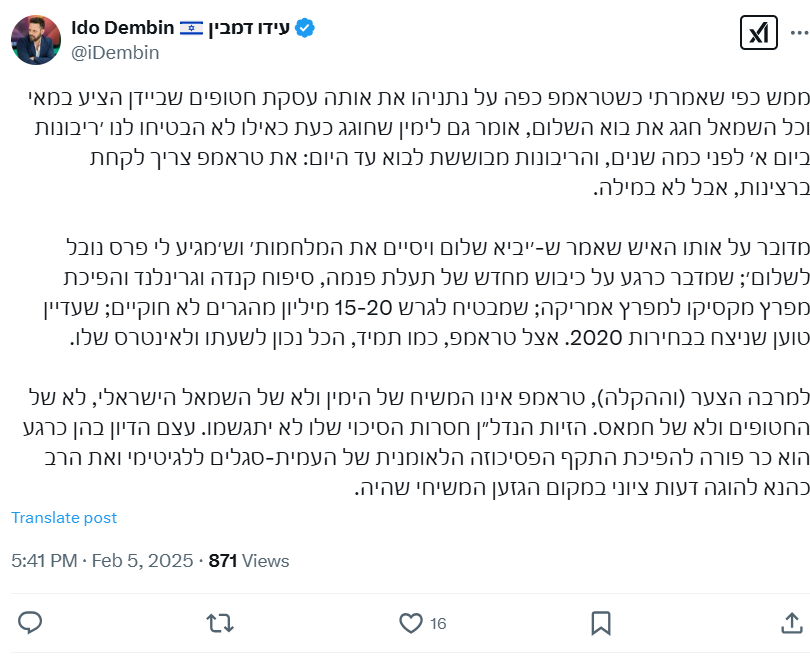 Ido Dembin 🇮🇱 עידו דמבין
@iDembin
ממש כפי שאמרתי כשטראמפ כפה על נתניהו את אותה עסקת חטופים שביידן הציע במאי
וכל השמאל חגג את בוא השלום, אומר גם לימין שחוגג כעת כאילו לא הבטיחו לנו ׳ריבונות
ביום א׳ לפני כמה שנים, והריבונות מבוששת לבוא עד היום: את טראמפ צריך לקחת
ברצינות, אבל לא במילה.
מדובר על אותו האיש שאמר ש-׳יביא שלום ויסיים את המלחמות׳ וש׳מגיע לי פרס נובל
לשלום׳; שמדבר כרגע על כיבוש מחדש של תעלת פנמה, סיפוח קנדה וגרינלנד והפיכת
מפרץ מקסיקו למפרץ אמריקה; שמבטיח לגרש 15-20 מיליון מהגרים לא חוקיים; שעדיין
טוען שניצח בבחירות 2020. אצל טראמפ, כמו תמיד, הכל נכון לשעתו ולאינטרס שלו.
למרבה הצער (וההקלה), טראמפ אינו המשיח של הימין ולא של השמאל הישראלי, לא של
החטופים ולא של חמאס. הזיות הנדל״ן חסרות הסיכוי שלו לא יתגשמו. עצם הדיון בהן כרגע
הוא כר פורה להפיכת התקף הפסיכוזה הלאומנית של העמית-סגלים ללגיטימי ואת הרב
כהנא להוגה דעות ציוני במקום הגזען המשיחי שהיה.
Translate post
5:41 PM · Feb 5, 2025 · 871 Views
16